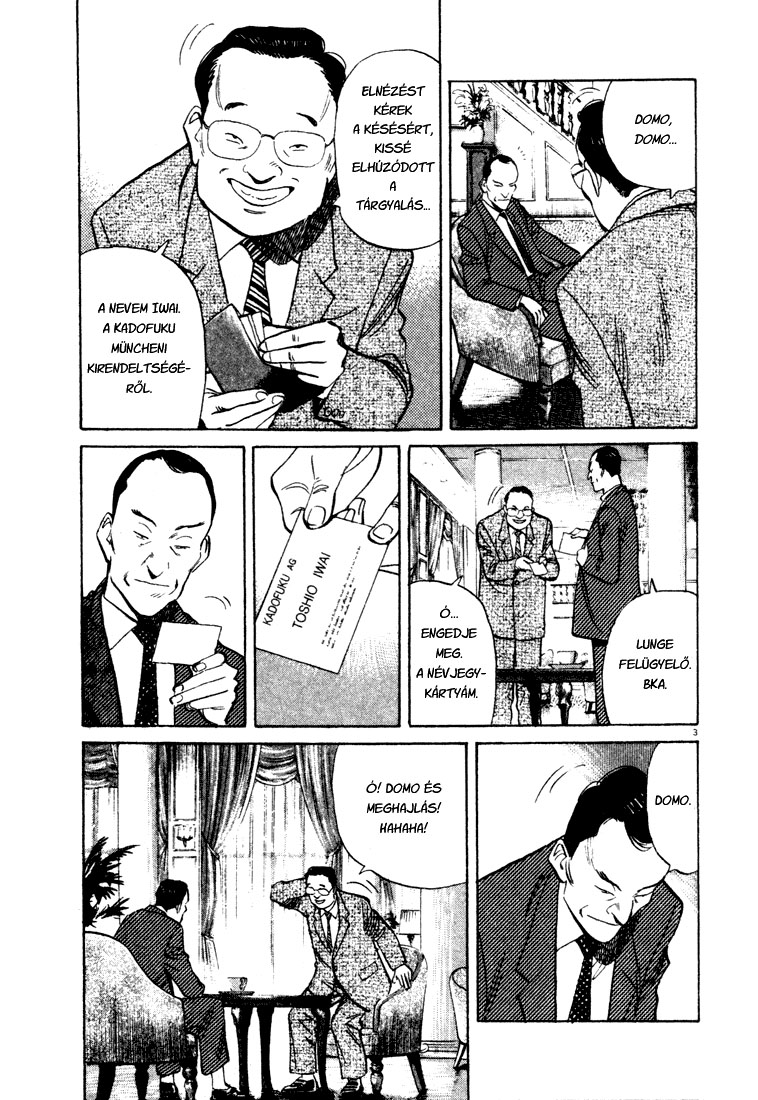 DOMO,
DOMO...
ELNÉZÉST
KÉREK
A KÉSÉSÉRT,
KISSÉ
ELHÚZÓDOTT
A
TÁRGYALÁS...
A NEVEM IWAI.
A KADOFUKU
MÜNCHENI
KIRENDELTSÉGÉ-
RŐL.
LUNGE
FELÜGYELŐ.
BKA.
Ó...
ENGEDJE
MEG.
A NÉVJEGY-
KÁRTYÁM.
KADOFUKU AG
TOSHIO IWAI
3
DOMO.
Ó! DOMO ÉS
MEGHAJLÁS!
HAHAHA!